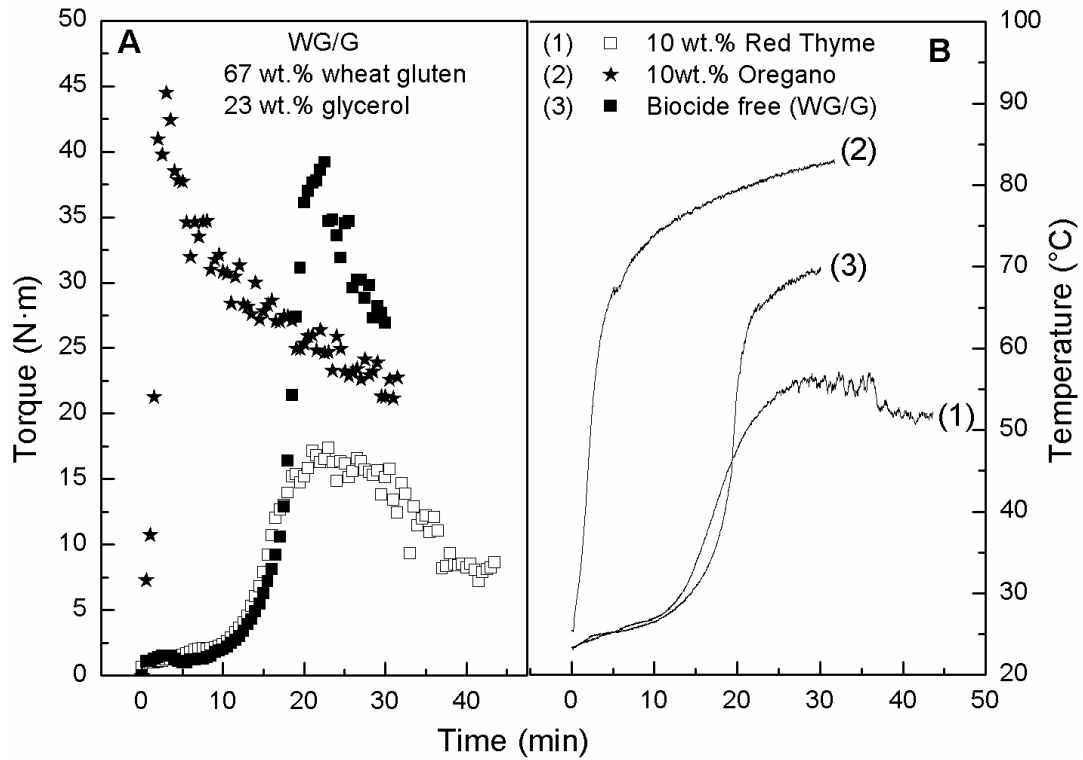 A
WG/G
67 wt.% wheat gluten
23 wt.% glycerol
50
45
40
35
30
25
20
15
10
5
0
Torque (N·m)
0 10 20 30 40
B
(1) 10 wt.% Red Thyme
(2) 10wt.% Oregano
(3) Biocide free (WG/G)
(2)
(3)
(1)
100
90
80
70
60
50
40
30
20
Temperature (°C)
0 10 20 30 40 50
Time (min)